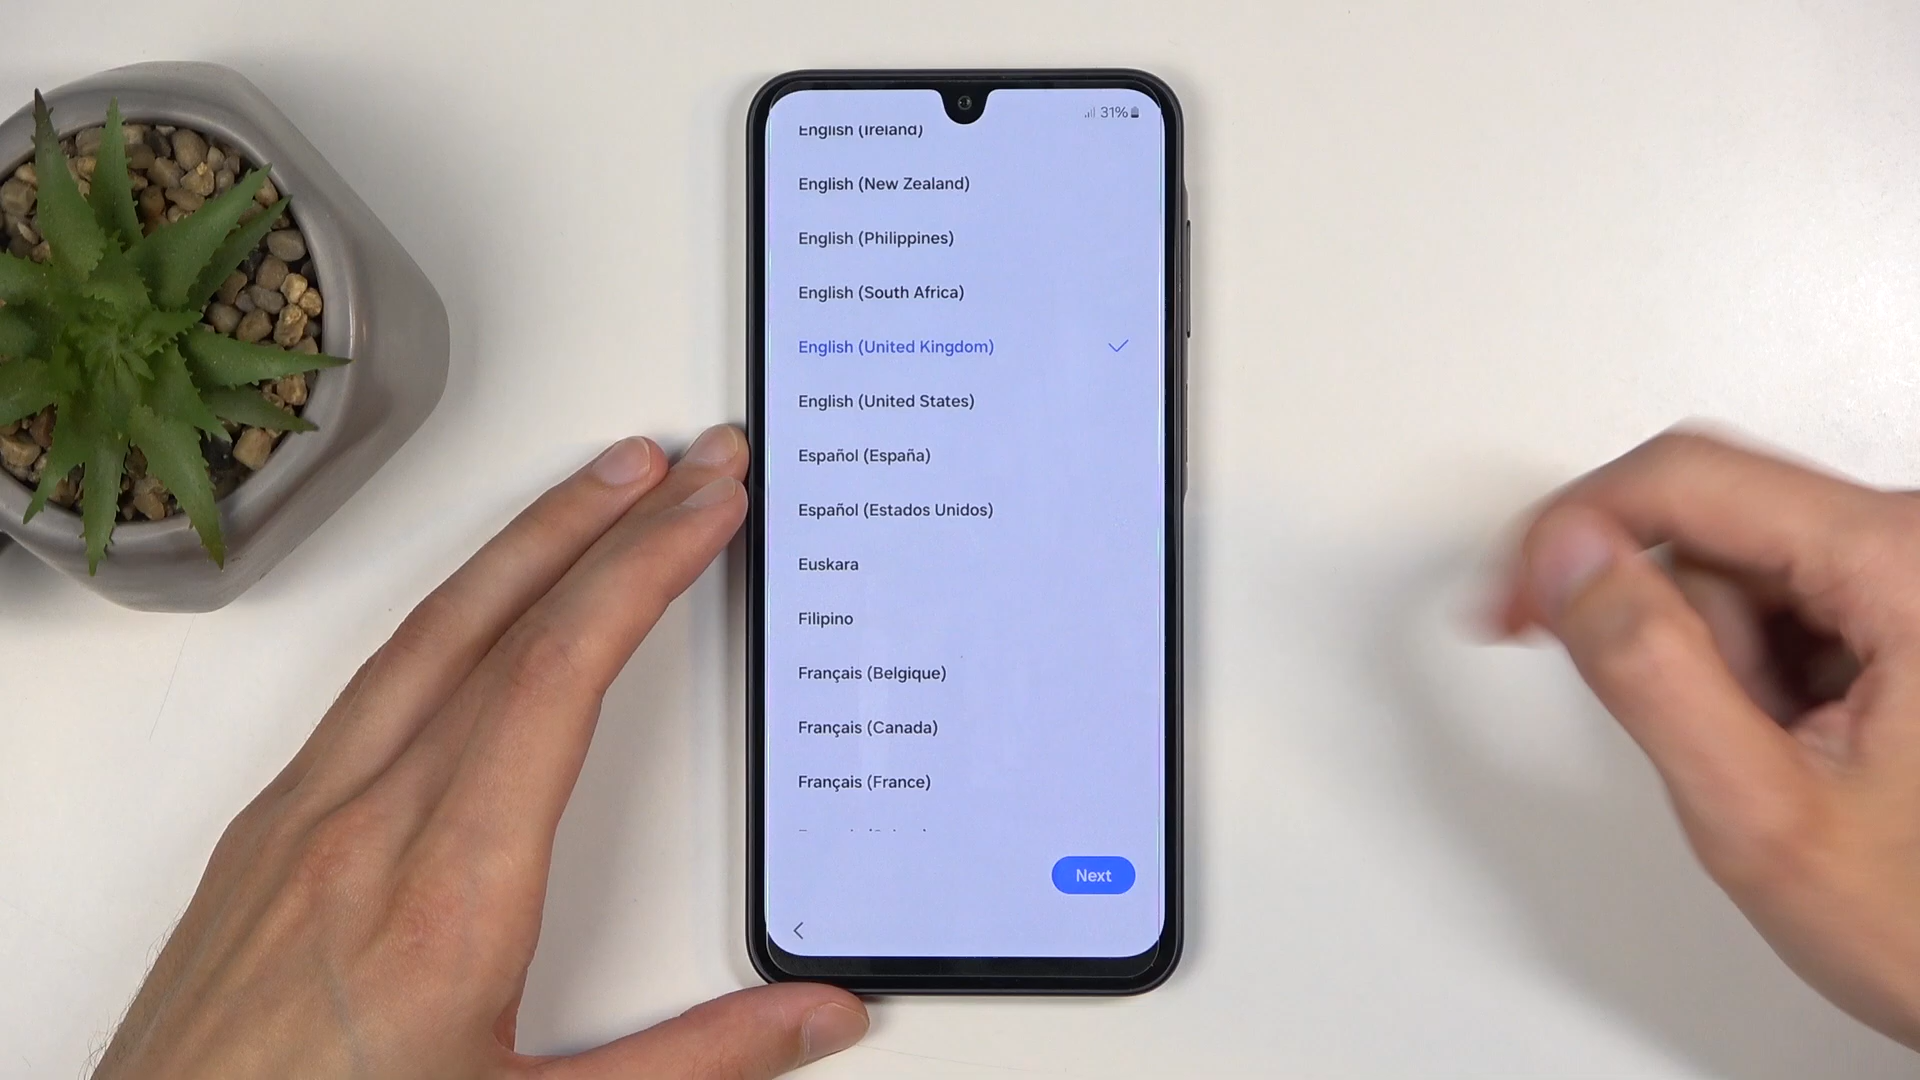 31%
English (Ireland)
English (New Zealand)
English (Philippines)
English (South Africa)
English (United Kingdom)
English (United States)
Español (España)
Español (Estados Unidos)
Euskara
Filipino
Français (Belgique)
Français (Canada)
Français (France)
Next